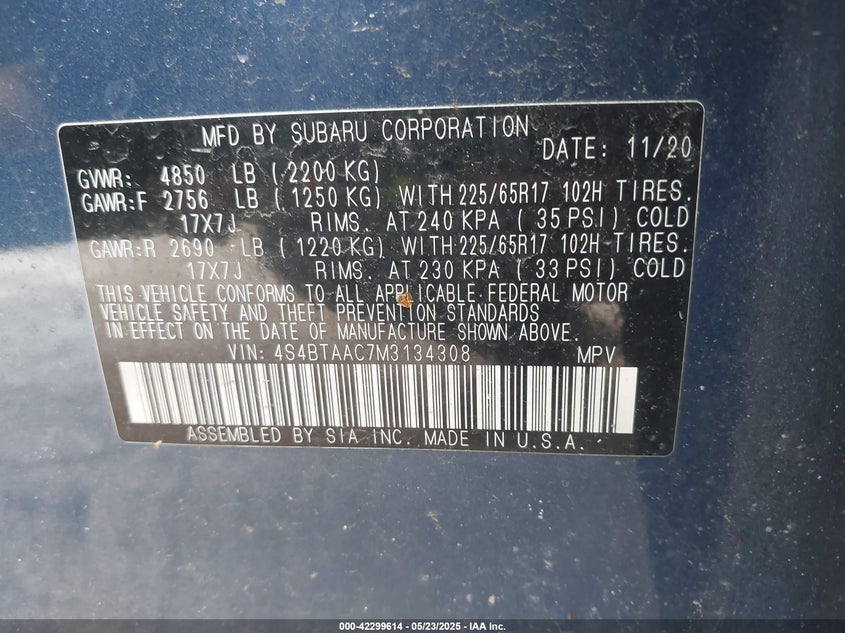 MFD BY SUBARU CORPORATION
DATE: 11/20
GVWR: 4850 LB ( 2200 KG)
GAWR:F 2756 LB ( 1250 KG) WITH 225/65R17 102H TIRES.
17X7J RIMS. AT 240 KPA ( 35 PSI) COLD
GAWR:R 2690 LB ( 1220 KG) WITH 225/65R17 102H TIRES.
17X7J RIMS. AT 230 KPA ( 33 PSI) COLD
THIS VEHICLE CONFORMS TO ALL APPLICABLE FEDERAL MOTOR
VEHICLE SAFETY AND THEFT PREVENTION STANDARDS
IN EFFECT ON THE DATE OF MANUFACTURE SHOWN ABOVE.
VIN: 4S4BTAAC7M3134308 MPV
ASSEMBLED BY SIA INC. MADE IN U.S.A.
000-42299614 - 05/23/2025 - IAA Inc.